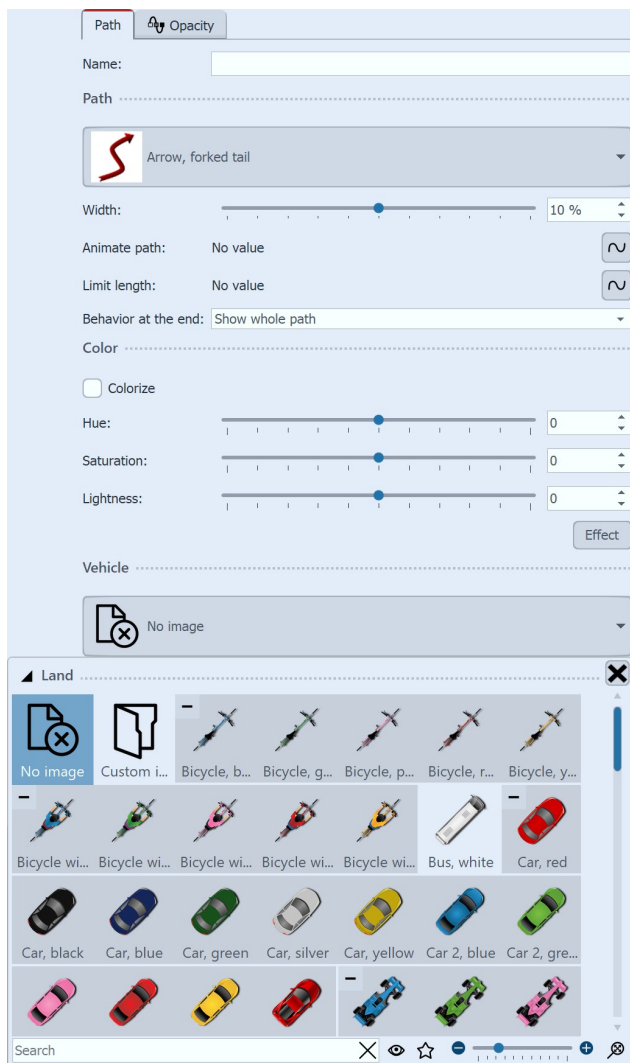 Path Opacity
Name:
Path
Arrow, forked tail
Width: 10 %
Animate path: No value
Limit length: No value
Behavior at the end: Show whole path
Color
Colorize
Hue: 0
Saturation: 0
Lightness: 0
Effect
Vehicle
No image
Land
No image Custom i... Bicycle, b... Bicycle, g... Bicycle, p... Bicycle, r... Bicycle, y...
Bicycle wi... Bicycle wi... Bicycle wi... Bicycle wi... Bicycle wi... Bus, white Car, red
Car, black Car, blue Car, green Car, silver Car, yellow Car 2, blue Car 2, gre...
Search